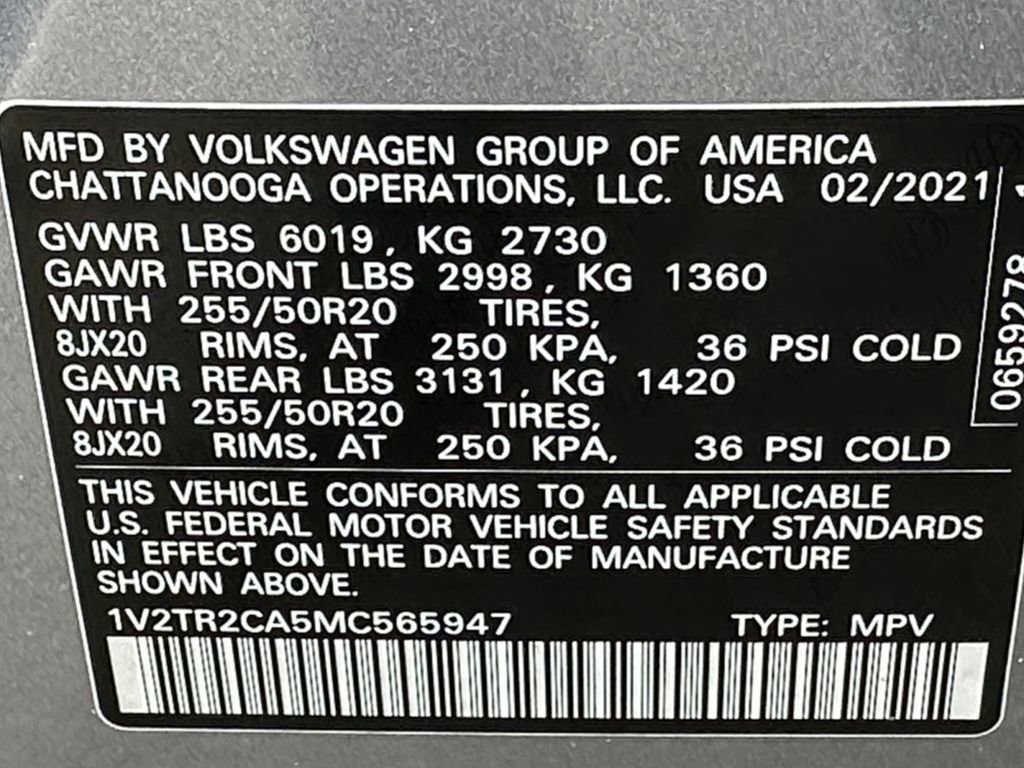 MFD BY VOLKSWAGEN GROUP OF AMERICA
CHATTANOOGA OPERATIONS, LLC. USA 02/2021
GVWR LBS 6019, KG 2730
GAWR FRONT LBS 2998, KG 1360
WITH 255/50R20 TIRES,
8JX20 RIMS, AT 250 KPA, 36 PSI COLD
GAWR REAR LBS 3131, KG 1420
WITH 255/50R20 TIRES,
8JX20 RIMS, AT 250 KPA, 36 PSI COLD
0659278
THIS VEHICLE CONFORMS TO ALL APPLICABLE
U.S. FEDERAL MOTOR VEHICLE SAFETY STANDARDS
IN EFFECT ON THE DATE OF MANUFACTURE
SHOWN ABOVE.
1V2TR2CA5MC565947 TYPE: MPV